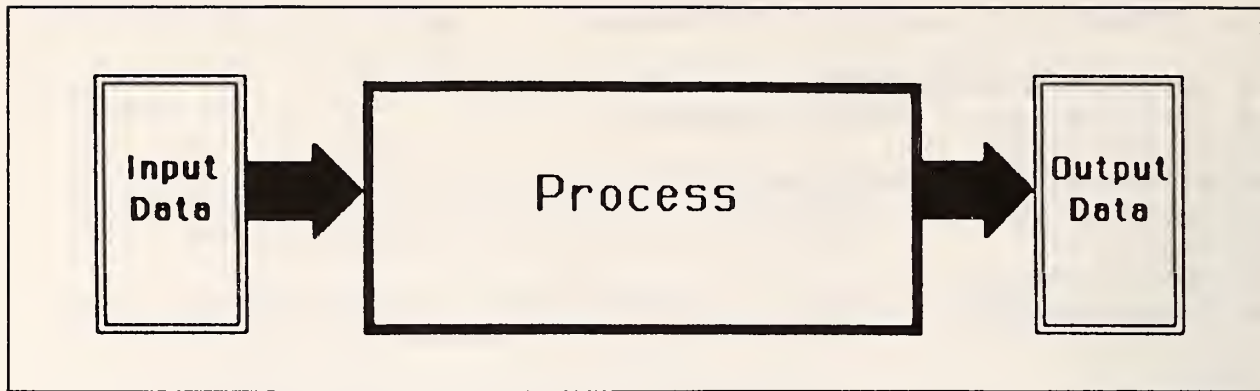 Input
Data
Process
Output
Data